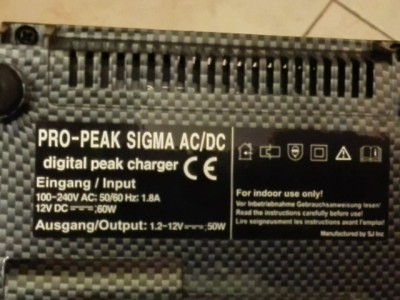 PRO-PEAK SIGMA AC/DC
digital peak charger CE
Eingang / Input
100-240V AC; 50/60 Hz; 1.8A
12V DC ⎓;60W
Ausgang/Output: 1.2-12V ⎓;50W
For indoor use only!
Vor Inbetriebnahme Gebrauchsanweisung lesen!
Read the instructions carefully before use!
Lire soigneusement les instructions avant l'emploi!
Manufactured by SJ Inc